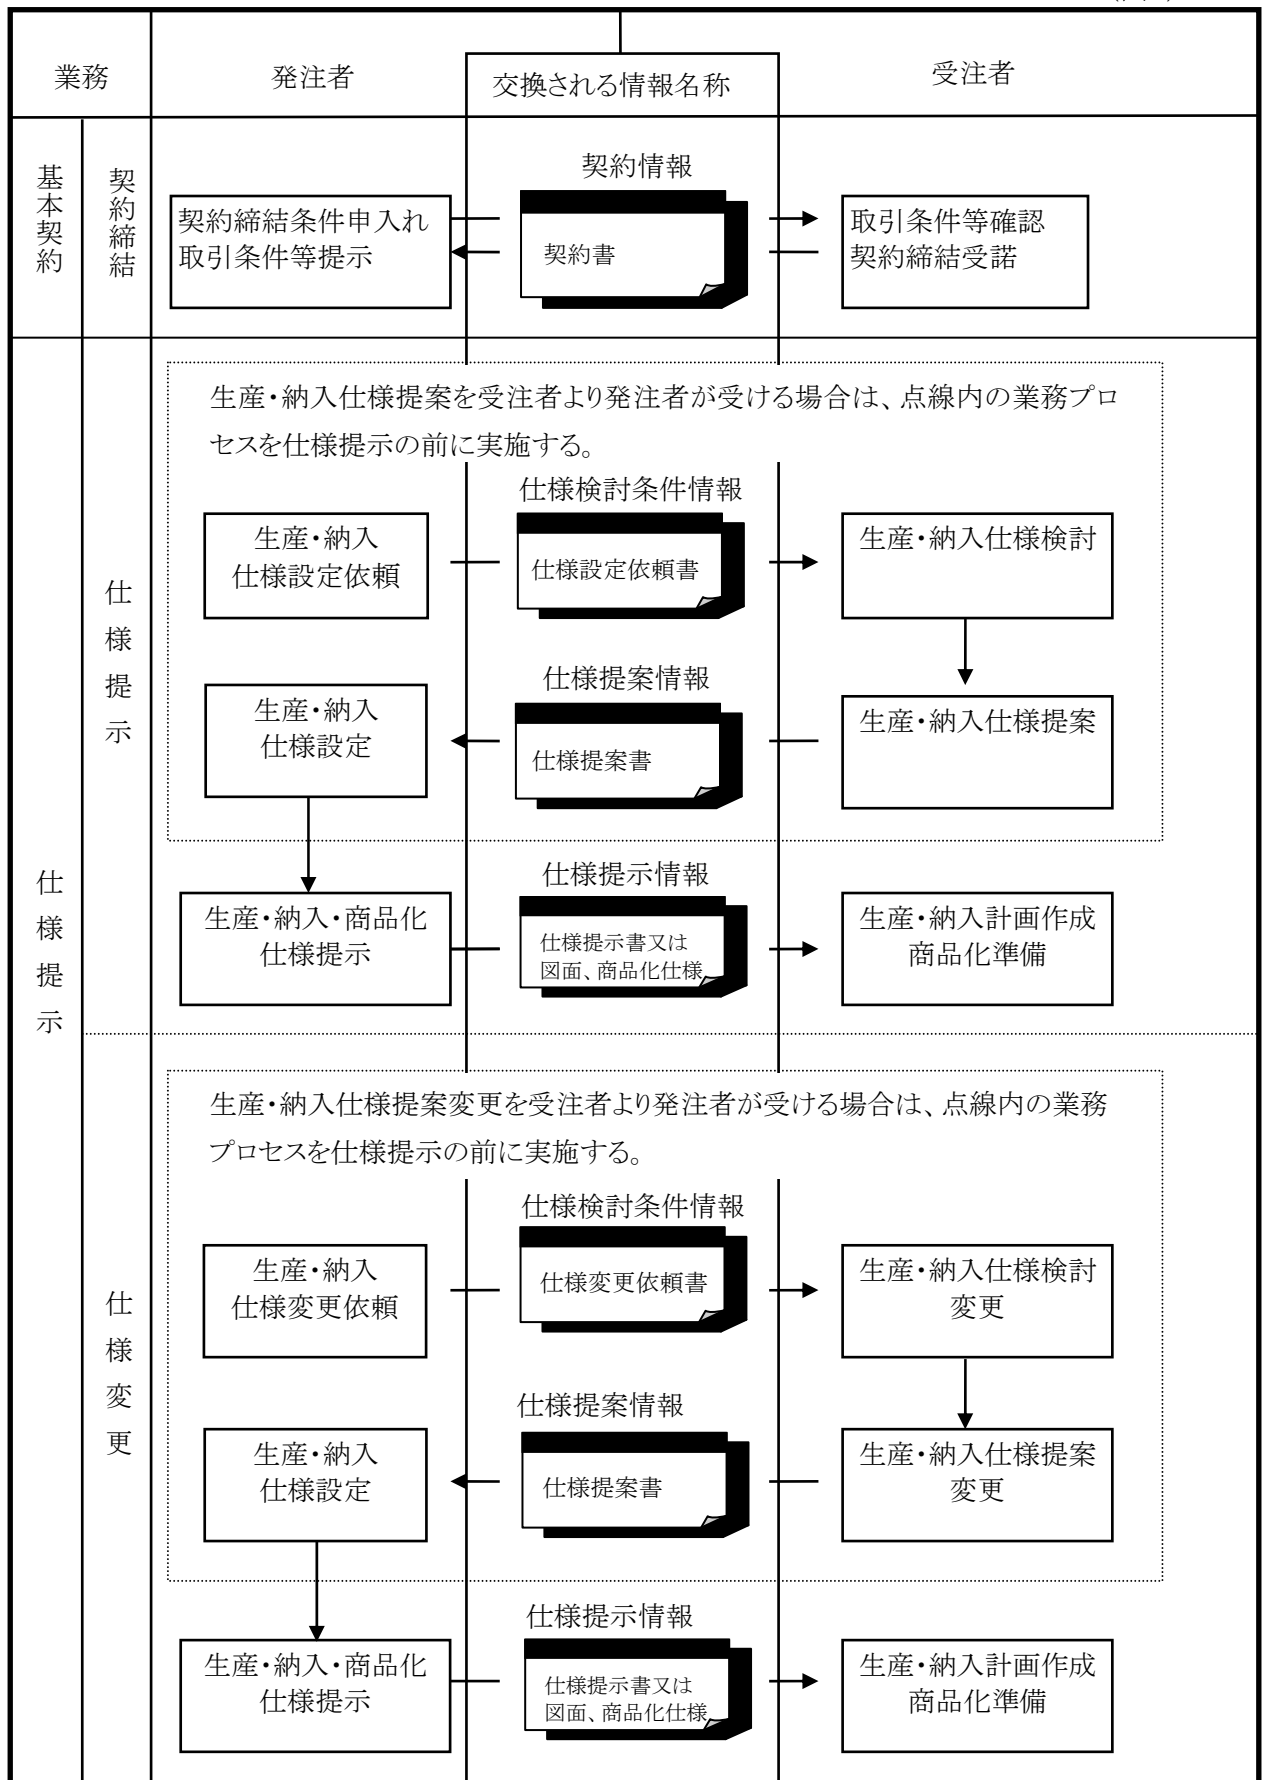 業務
発注者
交換される情報名称
受注者
基本契約
契約締結
契約情報
契約締結条件申入れ
取引条件等提示
契約書
取引条件等確認
契約締結受諾
仕様提示
仕様提示
生産・納入仕様提案を受注者より発注者が受ける場合は、点線内の業務プロ
セスを仕様提示の前に実施する。
仕様検討条件情報
生産・納入
仕様設定依頼
仕様設定依頼書
生産・納入仕様検討
仕様提案情報
生産・納入
仕様設定
仕様提案書
生産・納入仕様提案
仕様提示情報
生産・納入・商品化
仕様提示
仕様提示書又は
図面、商品化仕様
生産・納入計画作成
商品化準備
仕様変更
生産・納入仕様提案変更を受注者より発注者が受ける場合は、点線内の業務
プロセスを仕様提示の前に実施する。
仕様検討条件情報
生産・納入
仕様変更依頼
仕様変更依頼書
生産・納入仕様検討
変更
仕様提案情報
生産・納入
仕様設定
仕様提案書
生産・納入仕様提案
変更
仕様提示情報
生産・納入・商品化
仕様提示
仕様提示書又は
図面、商品化仕様
生産・納入計画作成
商品化準備